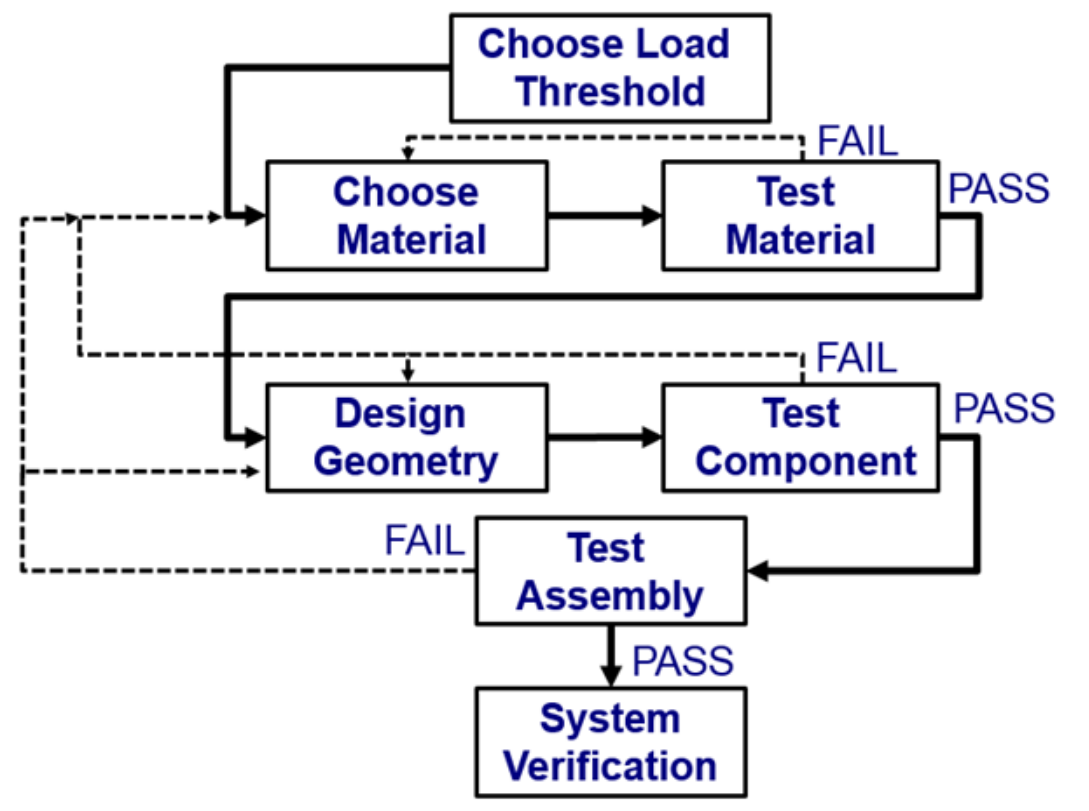 Choose Load
Threshold
FAIL
Choose
Material
Test
Material
PASS
FAIL
Design
Geometry
Test
Component
PASS
FAIL
Test
Assembly
PASS
System
Verification